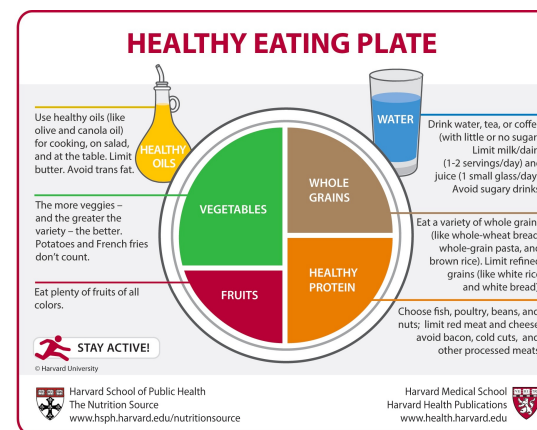 HEALTHY EATING PLATE
Use healthy oils (like
olive and canola oil)
for cooking, on salad,
and at the table. Limit
butter. Avoid trans fat.
HEALTHY
OILS
WATER
Drink water, tea, or coffe
(with little or no sugar
Limit milk/dair
(1-2 servings/day) an
juice (1 small glass/day
Avoid sugary drink
The more veggies –
and the greater the
variety – the better.
Potatoes and French fries
don't count.
VEGETABLES
WHOLE
GRAINS
Eat a variety of whole grain
(like whole-wheat bread
whole-grain pasta, and
brown rice). Limit refine
grains (like white rice
and white bread)
Eat plenty of fruits of all
colors.
FRUITS
HEALTHY
PROTEIN
Choose fish, poultry, beans, and
nuts; limit red meat and cheese
avoid bacon, cold cuts, and
other processed meats
STAY ACTIVE!
© Harvard University
Harvard School of Public Health
The Nutrition Source
www.hsph.harvard.edu/nutritionsource
Harvard Medical School
Harvard Health Publications
www.health.harvard.edu